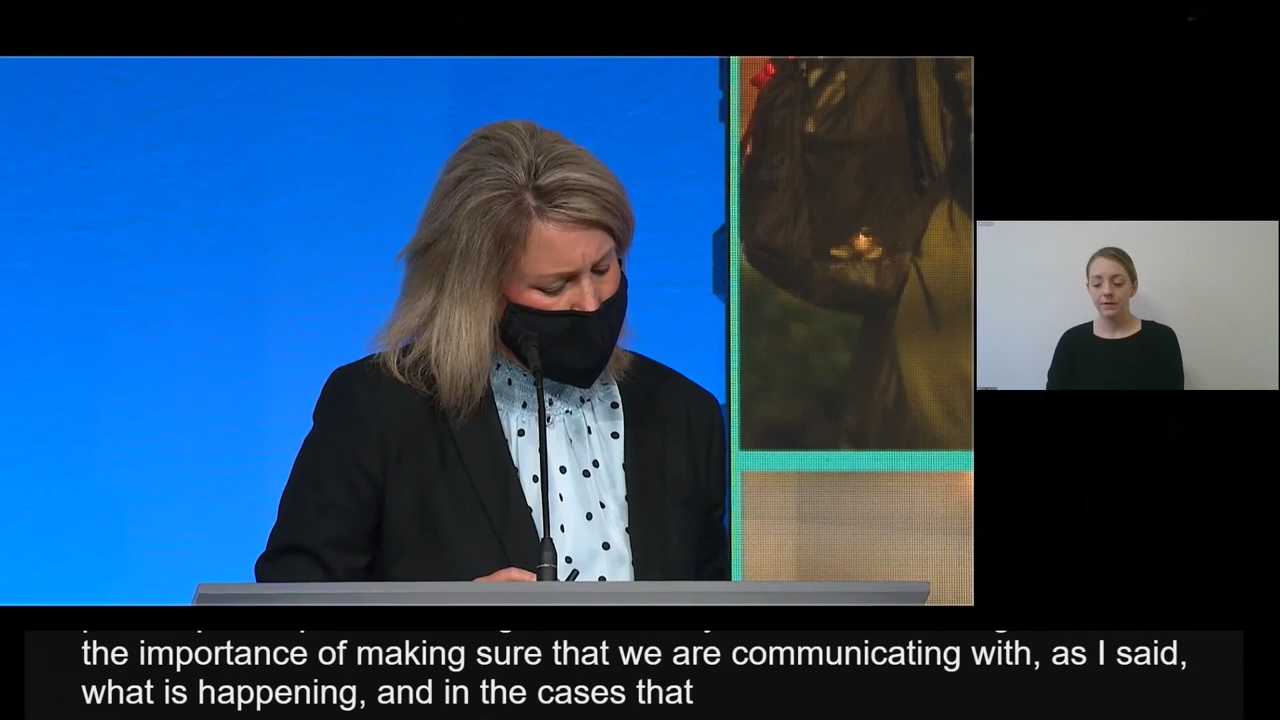 the importance of making sure that we are communicating with, as I said,
what is happening, and in the cases that